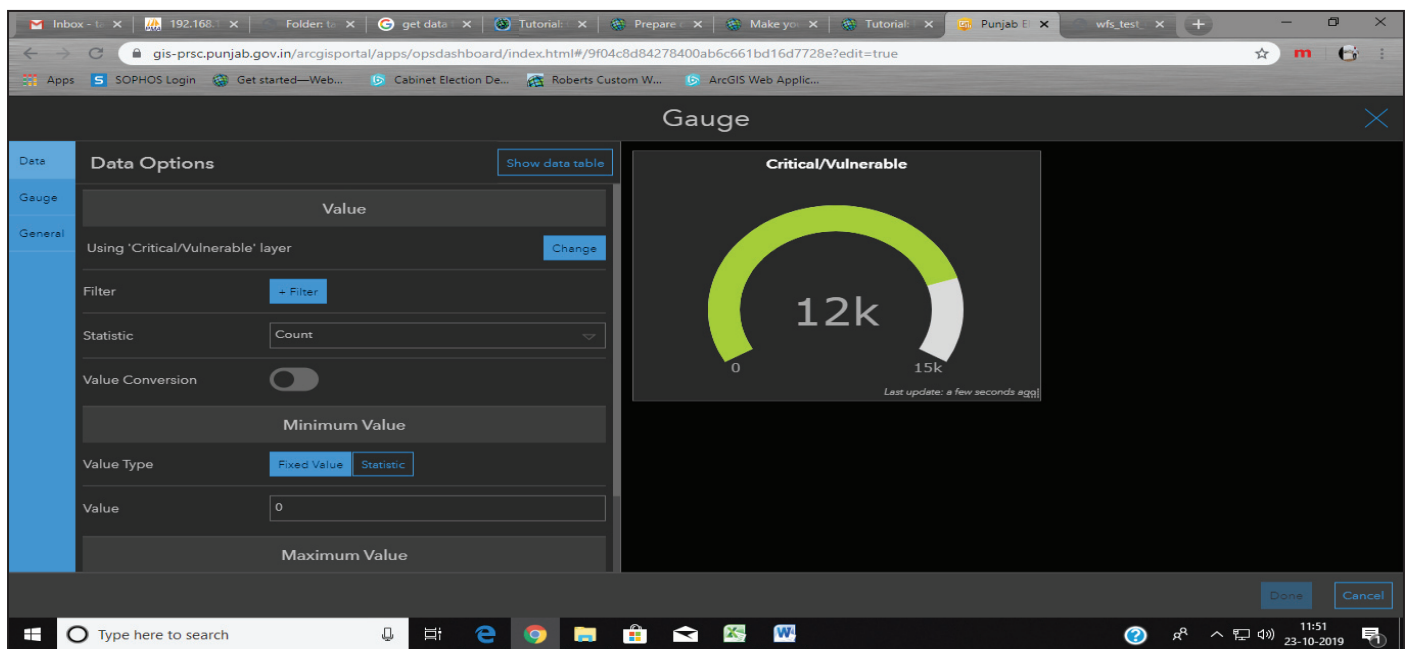 Inbox - t
192.168.1
Folder: te
get data f
Tutorial:
Prepare
Make you
Tutorial:
Punjab El
wfs_test_
gis-prsc.punjab.gov.in/arcgisportal/apps/opsdashboard/index.html#/9f04c8d84278400ab6c661bd16d7728e?edit=true
m
Apps
S
SOPHOS Login
Get started—Web...
Cabinet Election De...
Roberts Custom W...
ArcGIS Web Applic...
Gauge
Data
Gauge
General
Data Options
Show data table
Value
Using 'Critical/Vulnerable' layer
Change
Filter
+ Filter
Statistic
Count
Value Conversion
Minimum Value
Value Type
Fixed Value
Statistic
Value
0
Maximum Value
Critical/Vulnerable
12k
0
15k
Last update: a few seconds ago
Done
Cancel
Type here to search
11:51
23-10-2019
1